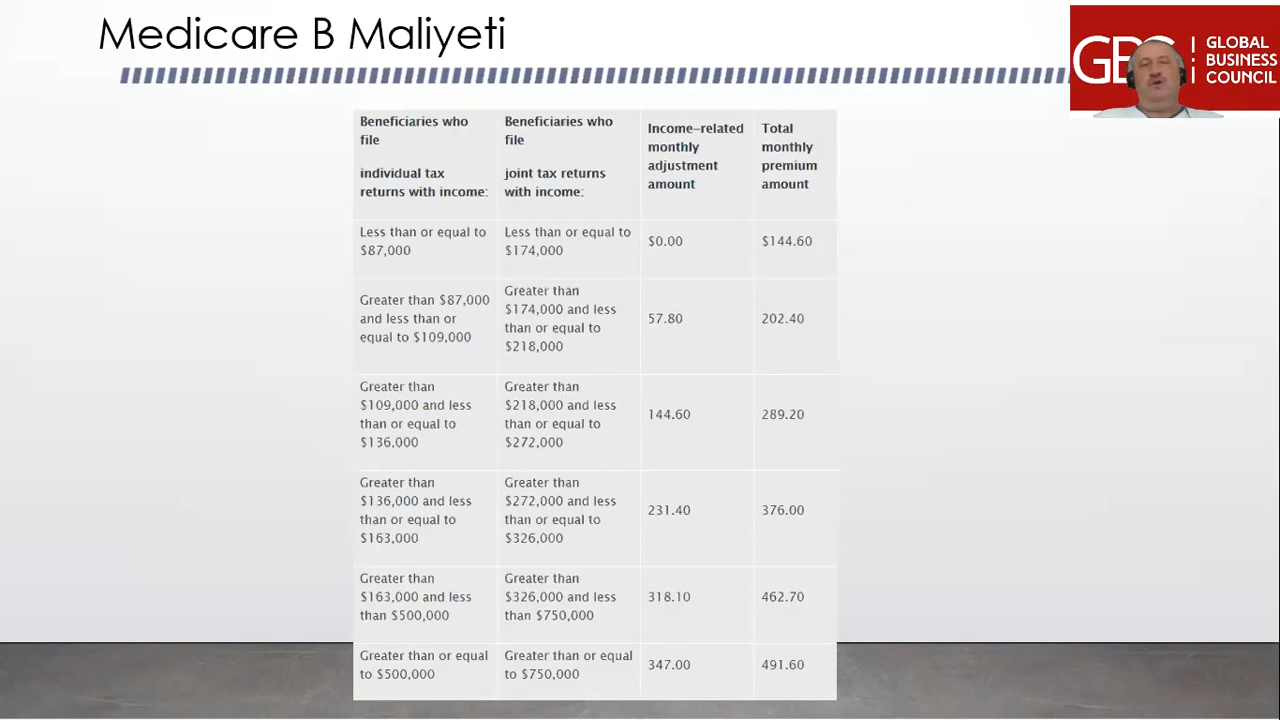 Medicare B Maliyeti
GLOBAL
BUSINESS
COUNCIL
Beneficiaries who
file
individual tax
returns with income:
Beneficiaries who
file
joint tax returns
with income:
Income-related
monthly
adjustment
amount
Total
monthly
premium
amount
Less than or equal to
$87,000
Less than or equal to
$174,000
$0.00
$144.60
Greater than $87,000
and less than or
equal to $109,000
Greater than
$174,000 and less
than or equal to
$218,000
57.80
202.40
Greater than
$109,000 and less
than or equal to
$136,000
Greater than
$218,000 and less
than or equal to
$272,000
144.60
289.20
Greater than
$136,000 and less
than or equal to
$163,000
Greater than
$272,000 and less
than or equal to
$326,000
231.40
376.00
Greater than
$163,000 and less
than $500,000
Greater than
$326,000 and less
than $750,000
318.10
462.70
Greater than or equal
to $500,000
Greater than or equal
to $750,000
347.00
491.60